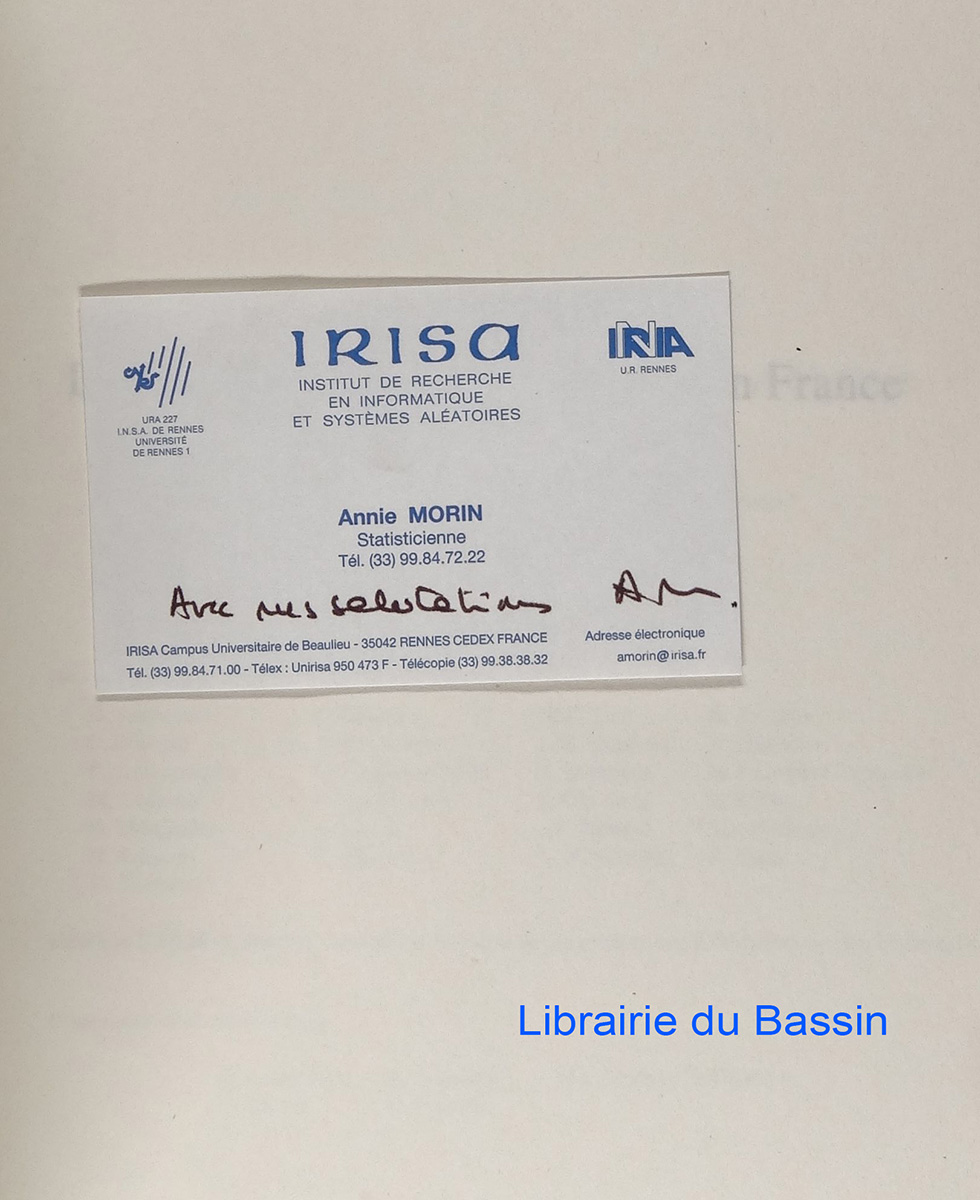 IRISA
INSTITUT DE RECHERCHE
EN INFORMATIQUE
ET SYSTÈMES ALÉATOIRES
URA 227
I.N.S.A. DE RENNES
UNIVERSITÉ
DE RENNES 1
INRIA
U.R. RENNES
n France
Annie MORIN
Statisticienne
Tél. (33) 99.84.72.22
Avec mes salutations
IRISA Campus Universitaire de Beaulieu - 35042 RENNES CEDEX FRANCE
Tél. (33) 99.84.71.00 - Télex : Unirisa 950 473 F - Télécopie (33) 99.38.38.32
Adresse électronique
amorin@irisa.fr
Librairie du Bassin